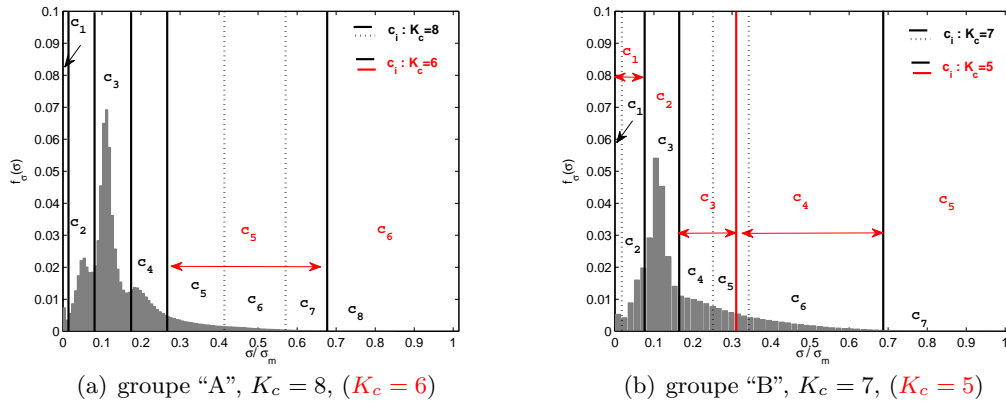 0.1
0.09
0.08
0.07
0.06
0.05
0.04
0.03
0.02
0.01
0
f_σ(σ)
0 0.1 0.2 0.3 0.4 0.5 0.6 0.7 0.8 0.9 1
σ/σ_m
c_1
c_2
c_3
c_4
c_5
c_6
c_7
c_8
c_5
c_6
c_i : K_c=8
c_i : K_c=6
(a) groupe “A”, K_c = 8, (K_c = 6)
0.1
0.09
0.08
0.07
0.06
0.05
0.04
0.03
0.02
0.01
0
f_σ(σ)
0 0.1 0.2 0.3 0.4 0.5 0.6 0.7 0.8 0.9 1
σ/σ_m
c_1
c_1
c_2
c_3
c_2
c_3
c_4
c_5
c_4
c_5
c_6
c_7
c_i : K_c=7
c_i : K_c=5
(b) groupe “B”, K_c = 7, (K_c = 5)